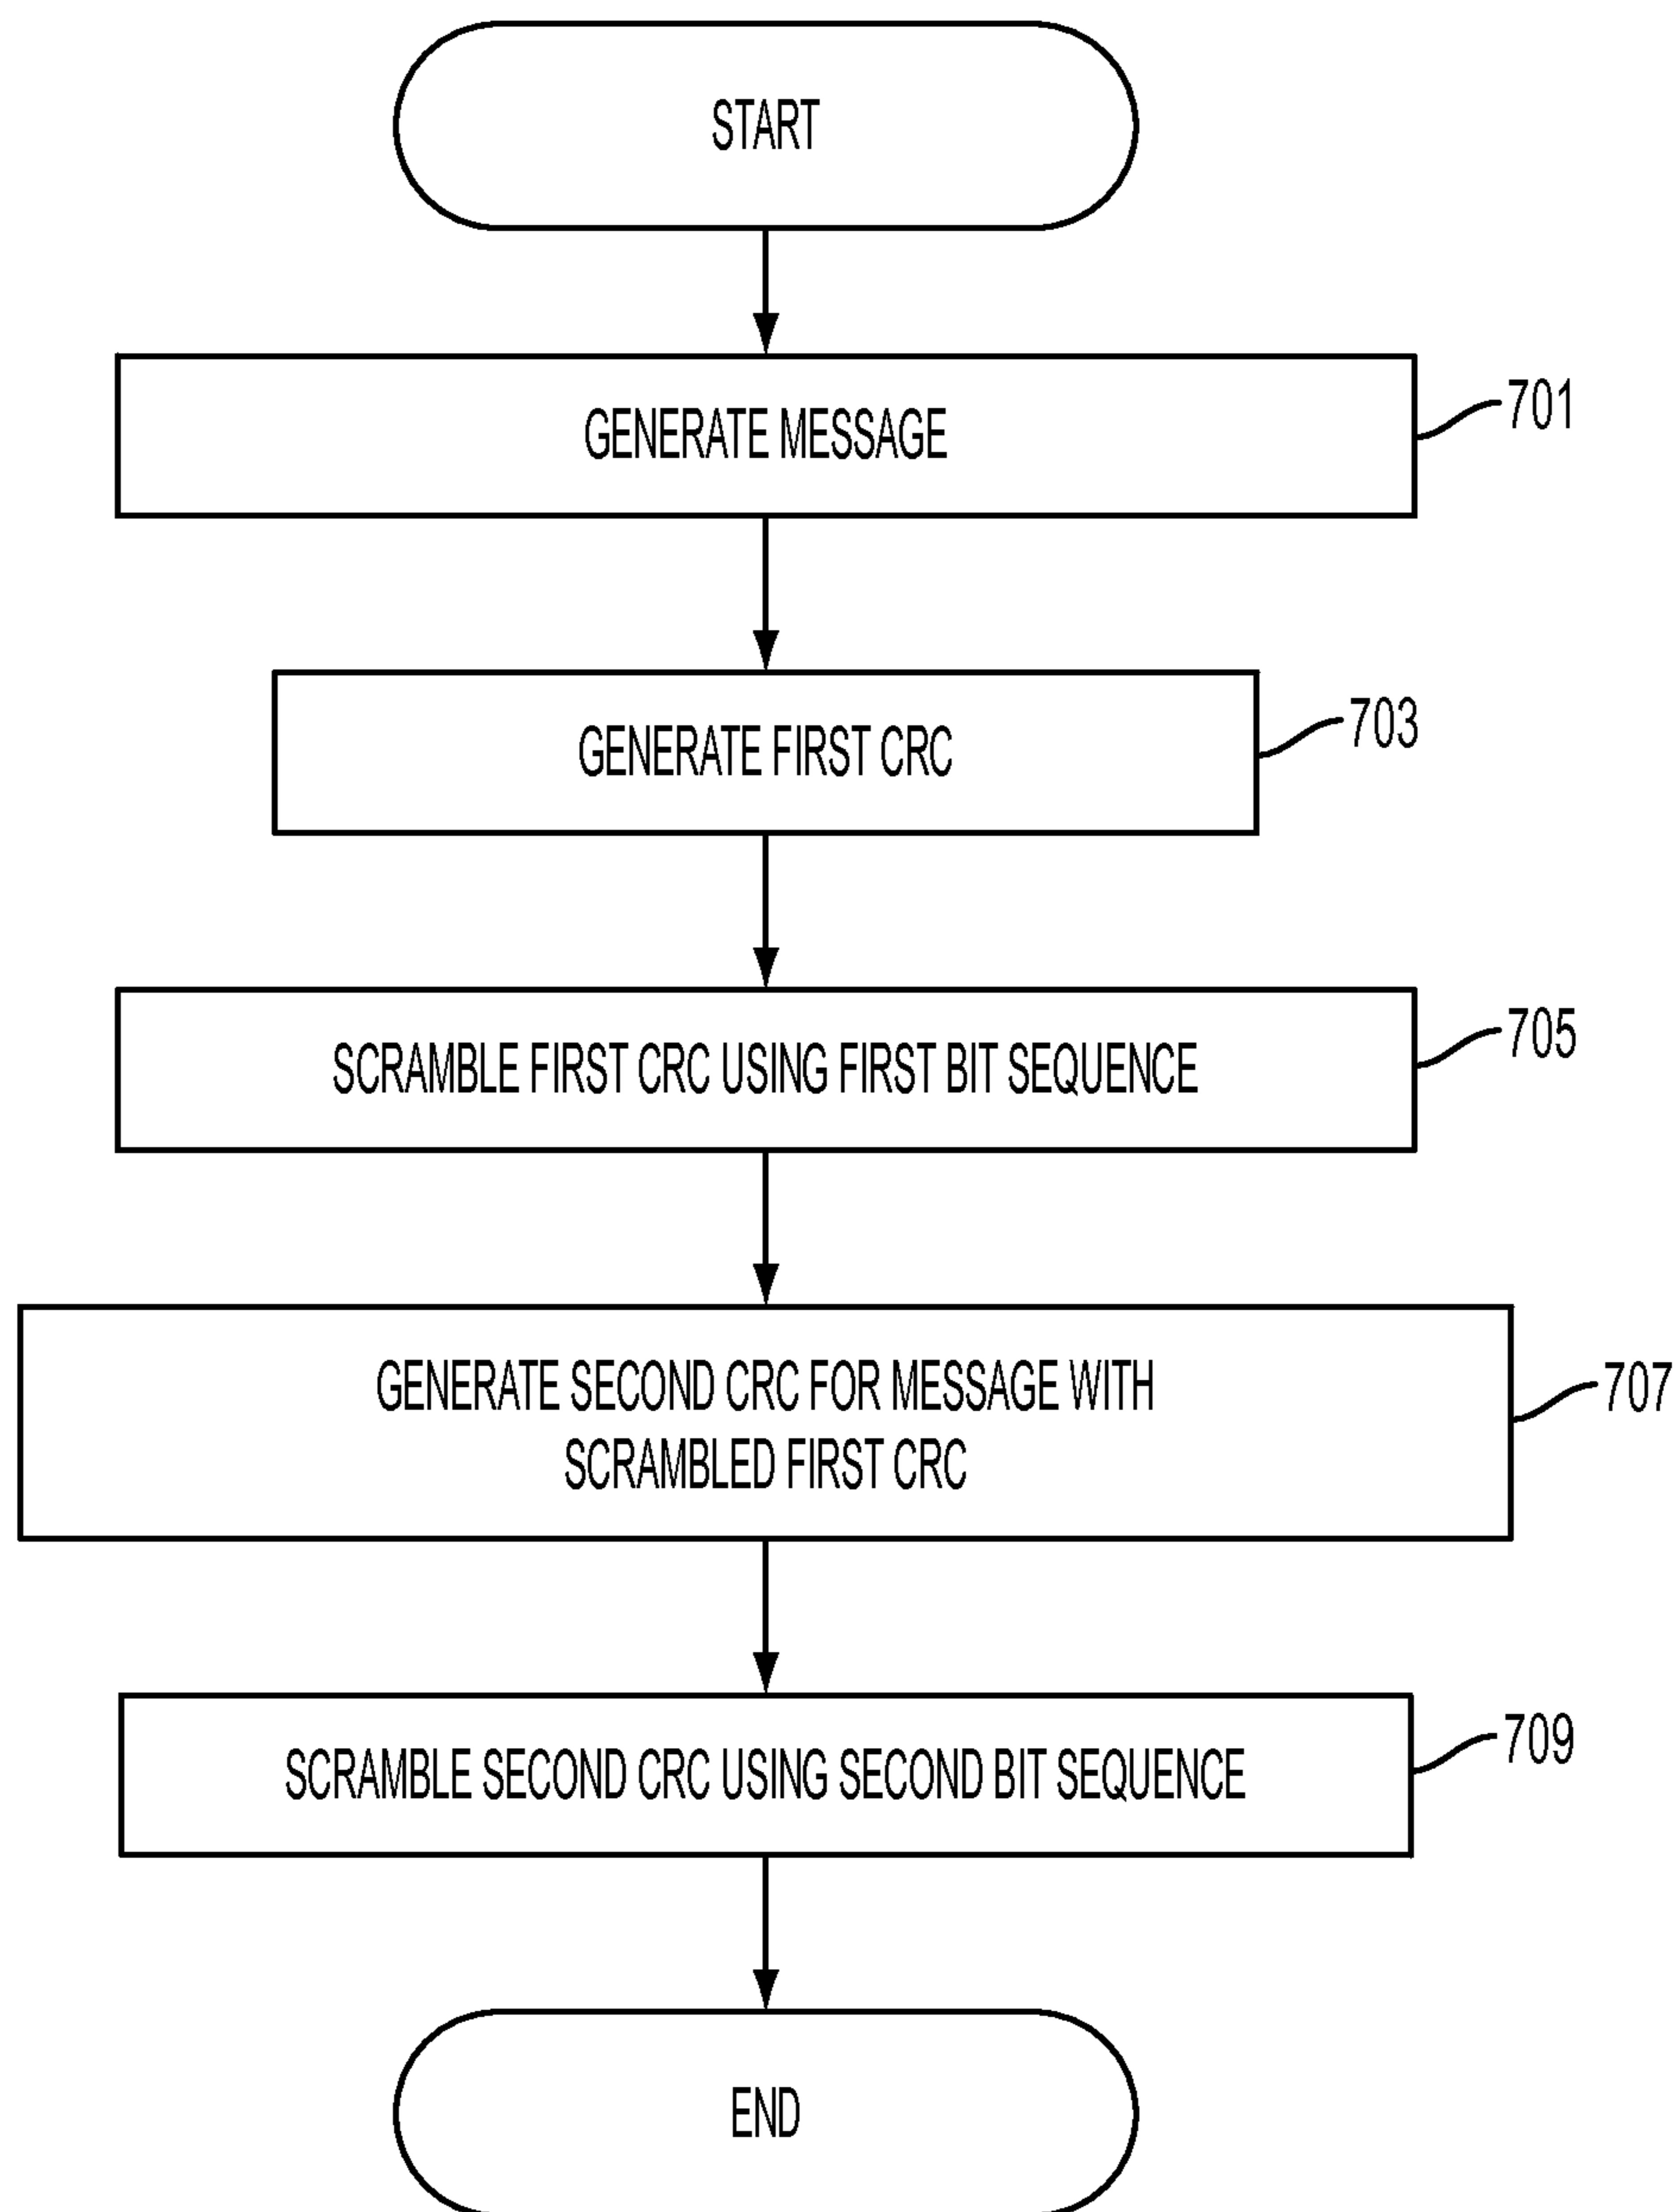 START
GENERATE MESSAGE
701
GENERATE FIRST CRC
703
SCRAMBLE FIRST CRC USING FIRST BIT SEQUENCE
705
GENERATE SECOND CRC FOR MESSAGE WITH
SCRAMBLED FIRST CRC
707
SCRAMBLE SECOND CRC USING SECOND BIT SEQUENCE
709
END